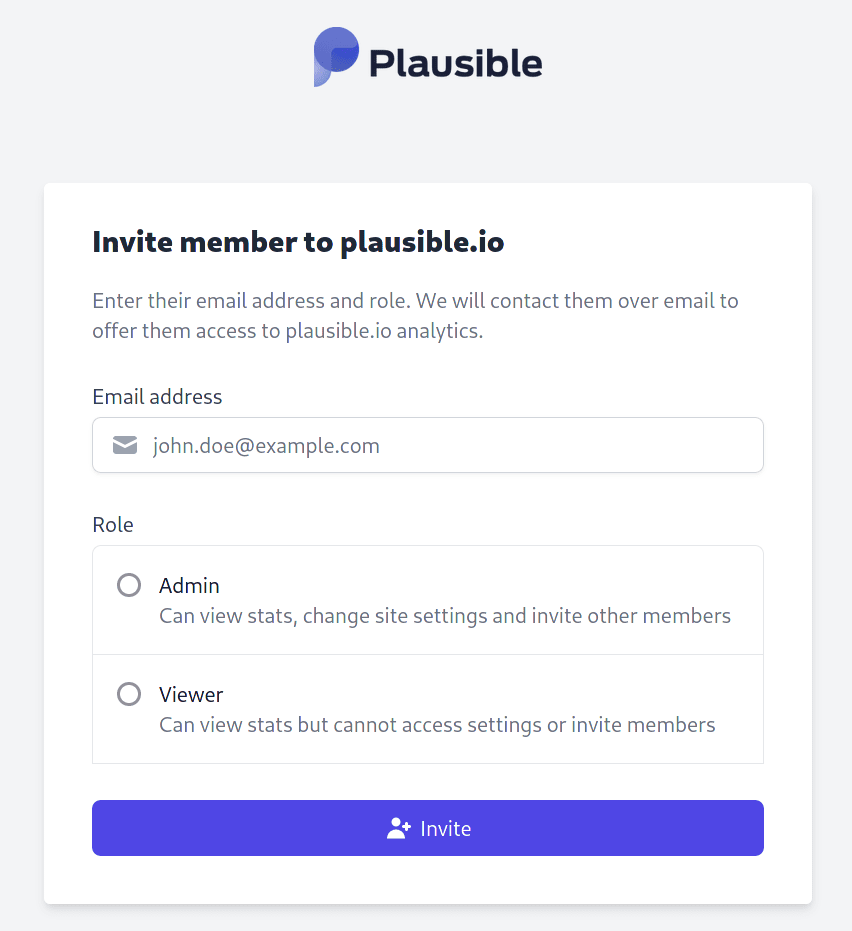 Plausible
Invite member to plausible.io
Enter their email address and role. We will contact them over email to
offer them access to plausible.io analytics.
Email address
john.doe@example.com
Role
Admin
Can view stats, change site settings and invite other members
Viewer
Can view stats but cannot access settings or invite members
Invite